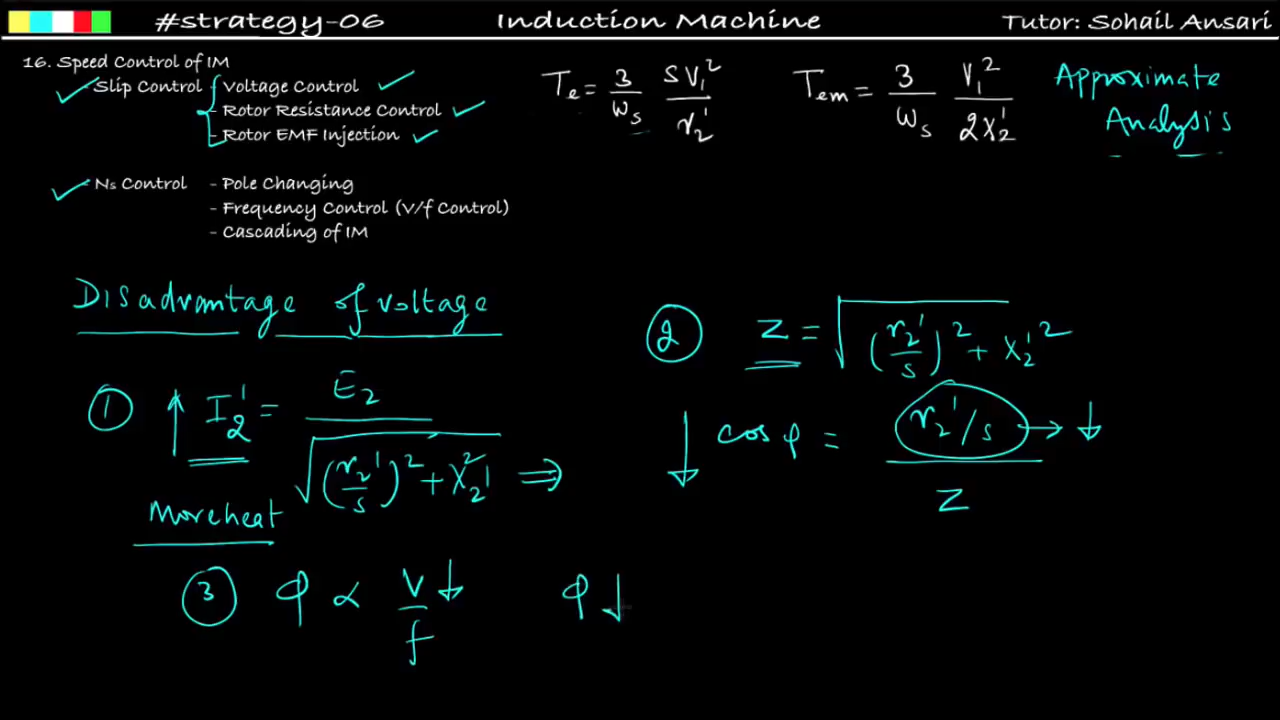 #strategy-06 Induction Machine Tutor: Sohail Ansari
16. Speed Control of IM
- Slip Control - Voltage Control
- Rotor Resistance Control
- Rotor EMF Injection
- Ns Control - Pole Changing
- Frequency Control (V/f Control)
- Cascading of IM
Te = 3/ωs SV1²/r2'
Tem = 3/ωs V1²/2X2'
Approximate
Analysis
Disadvantage of voltage
① ↑ I2' = E2/√((r2'/s)² + X2'²) ⇒
More heat
② Z = √((r2'/s)² + X2'²)
↓ cos φ = (r2'/s)/Z → ↓
③ φ ∝ V↓/f φ ↓